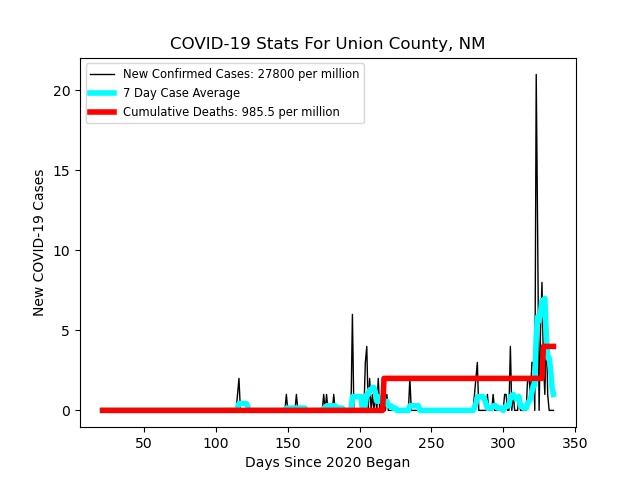 COVID-19 Stats For Union County, NM
New Confirmed Cases: 27800 per million
7 Day Case Average
Cumulative Deaths: 985.5 per million
New COVID-19 Cases
20
15
10
5
0
50 100 150 200 250 300 350
Days Since 2020 Began